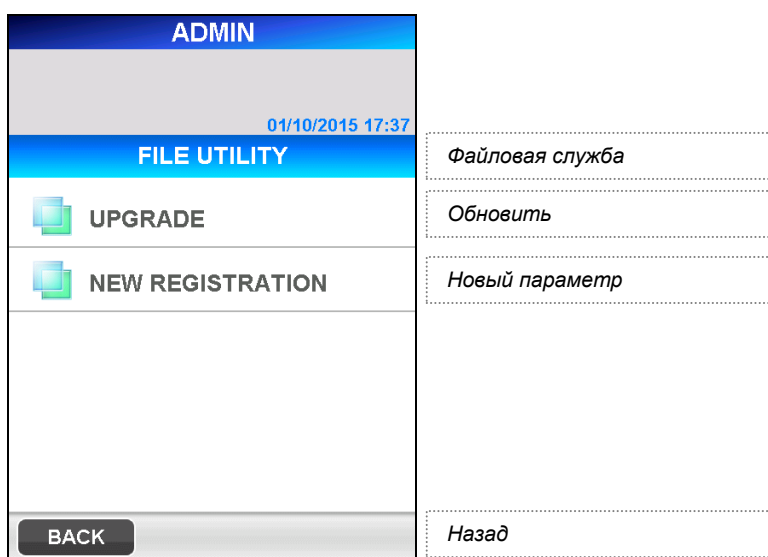 ADMIN
01/10/2015 17:37
FILE UTILITY
Файловая служба
UPGRADE
Обновить
NEW REGISTRATION
Новый параметр
BACK
Назад